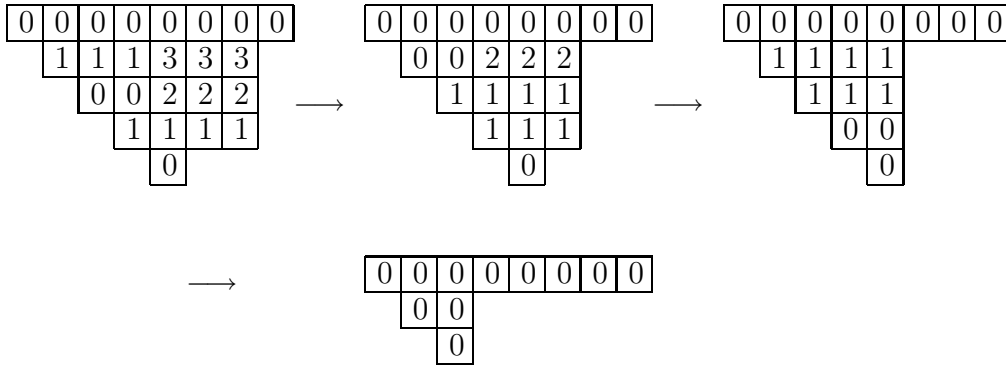 0 0 0 0 0 0 0 0 0 0 0 0 0 0 0 0 0 0 0 0 0 0 0 0
1 1 1 3 3 3 0 0 2 2 2 1 1 1 1
0 0 2 2 2 ⟶ 1 1 1 1 ⟶ 1 1 1
1 1 1 1 1 1 1 0 0
0 0 0
⟶ 0 0 0 0 0 0 0 0
0 0
0